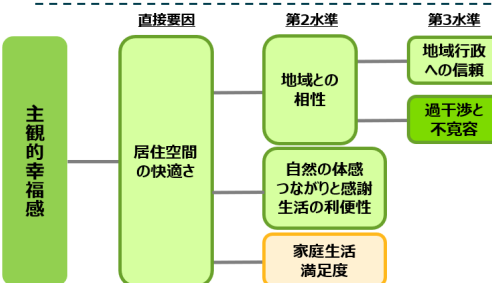 直接要因
第2水準
第3水準
主観的幸福感
居住空間
の快適さ
地域との
相性
地域行政
への信頼
過干渉と
不寛容
自然の体感
つながりと感謝
生活の利便性
家庭生活
満足度